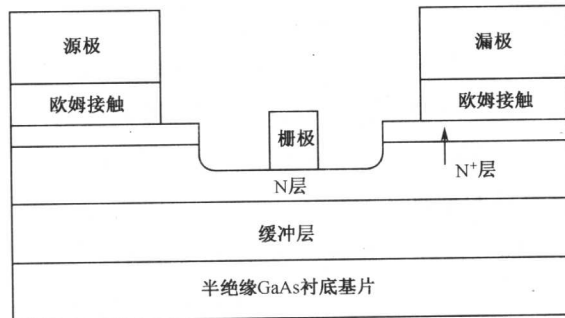 源极
漏极
欧姆接触
欧姆接触
栅极
N⁺层
N层
缓冲层
半绝缘GaAs衬底基片